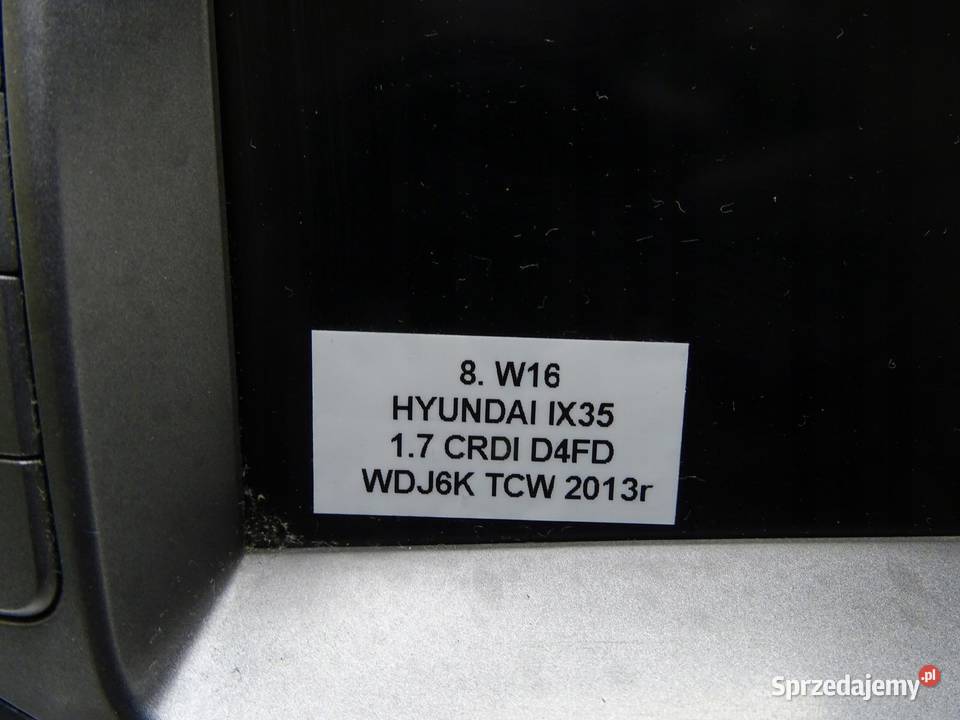 8. W16
HYUNDAI IX35
1.7 CRDI D4FD
WDJ6K TCW 2013r
Sprzedajemy.pl